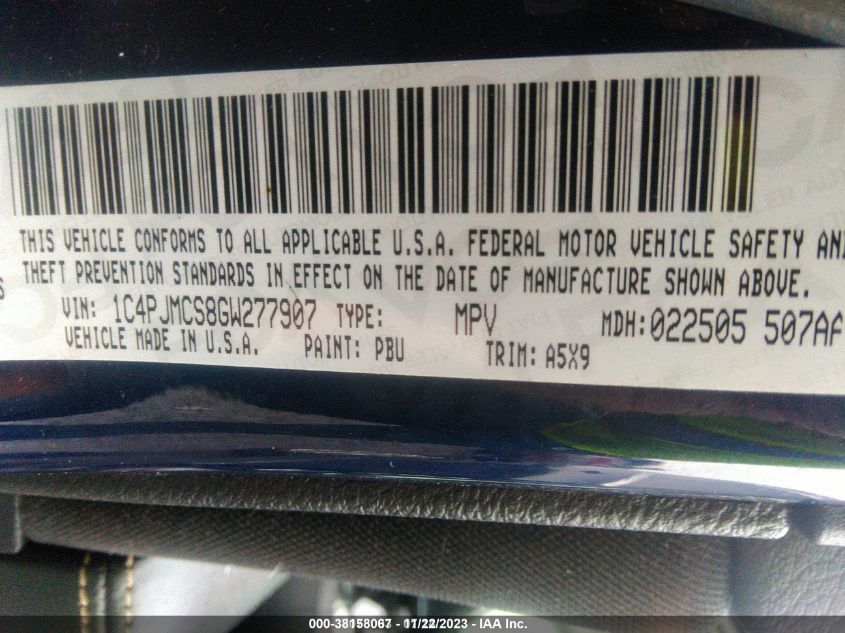 THIS VEHICLE CONFORMS TO ALL APPLICABLE U.S.A. FEDERAL MOTOR VEHICLE SAFETY AND
THEFT PREVENTION STANDARDS IN EFFECT ON THE DATE OF MANUFACTURE SHOWN ABOVE.
VIN: 1C4PJMCS8GW277907 TYPE: MPV MDH:022505 507AF
VEHICLE MADE IN U.S.A. PAINT: PBU TRIM: A5X9
000-38158067 - 11/22/2023 - IAA Inc.